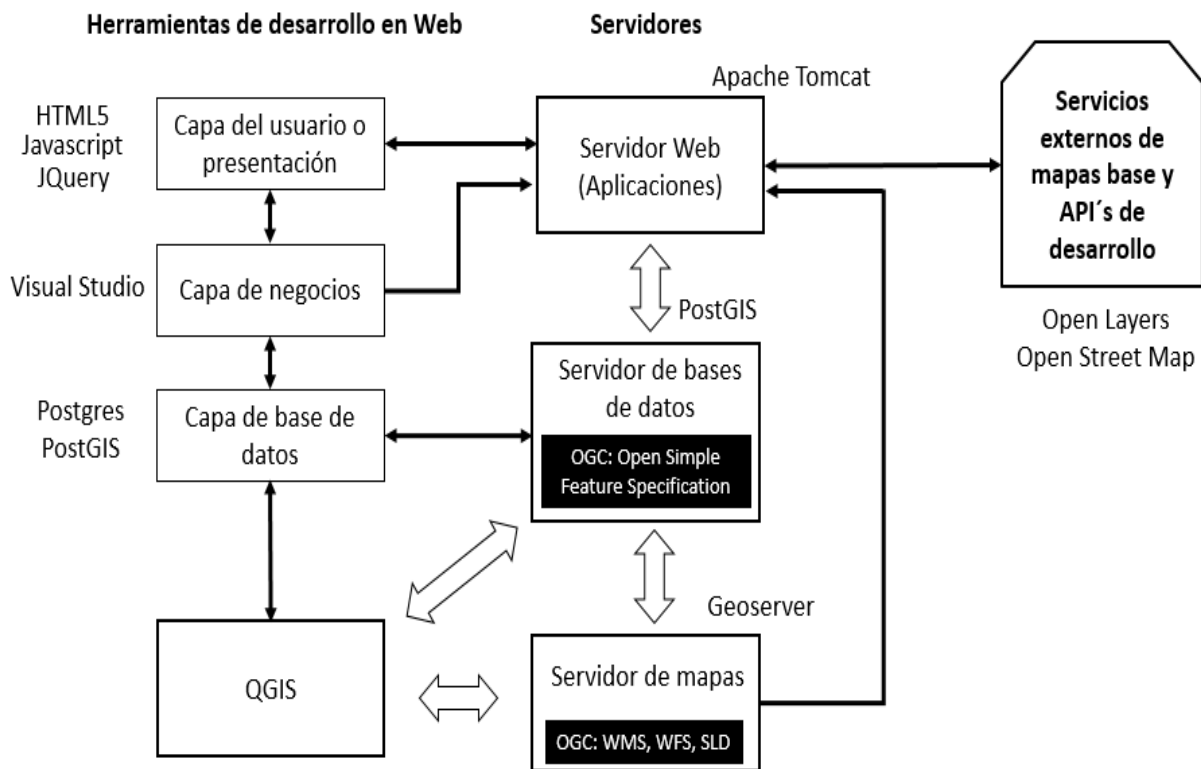 Herramientas de desarrollo en Web
Servidores
Apache Tomcat
HTML5
Javascript
JQuery
Capa del usuario o
presentación
Servidor Web
(Aplicaciones)
Servicios
externos de
mapas base y
API´s de
desarrollo
Visual Studio
Capa de negocios
PostGIS
Open Layers
Open Street Map
Postgres
PostGIS
Capa de base de
datos
Servidor de bases
de datos
OGC: Open Simple
Feature Specification
Geoserver
QGIS
Servidor de mapas
OGC: WMS, WFS, SLD